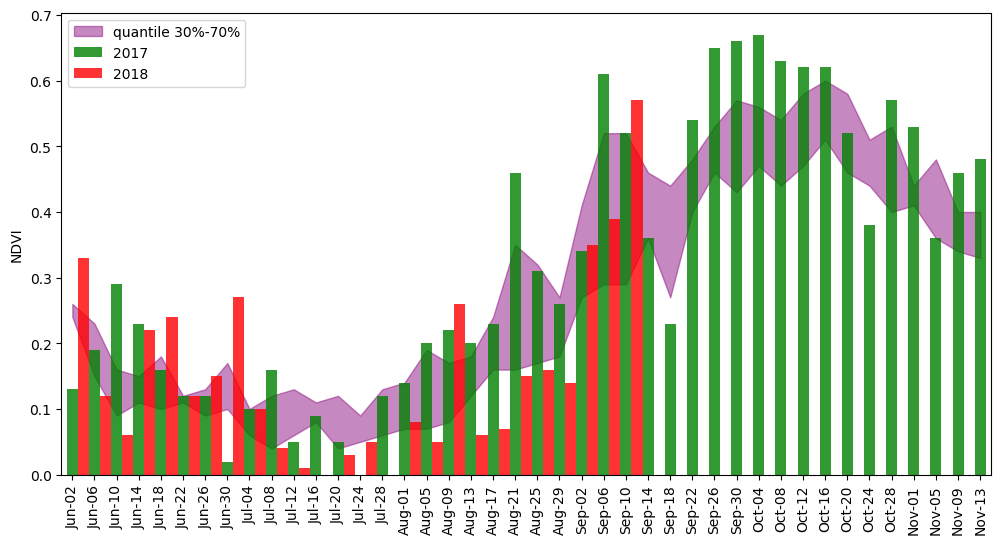 0.7
0.6
0.5
0.4
0.3
0.2
0.1
0.0
NDVI
quantile 30%-70%
2017
2018
Jun-02
Jun-06
Jun-10
Jun-14
Jun-18
Jun-22
Jun-26
Jun-30
Jul-04
Jul-08
Jul-12
Jul-16
Jul-20
Jul-24
Jul-28
Aug-01
Aug-05
Aug-09
Aug-13
Aug-17
Aug-21
Aug-25
Aug-29
Sep-02
Sep-06
Sep-10
Sep-14
Sep-18
Sep-22
Sep-26
Sep-30
Oct-04
Oct-08
Oct-12
Oct-16
Oct-20
Oct-24
Oct-28
Nov-01
Nov-05
Nov-09
Nov-13